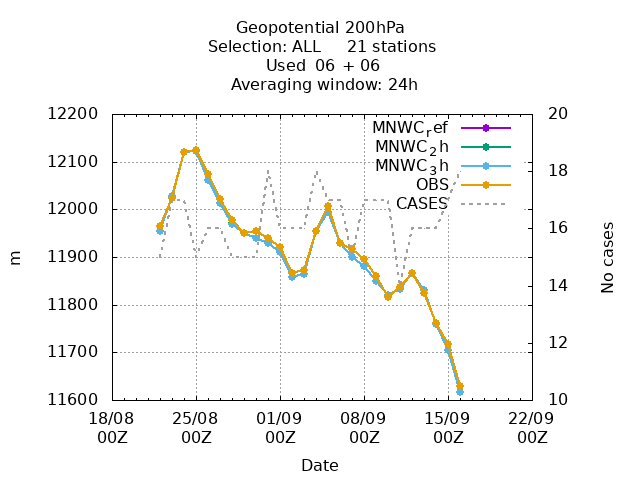 Geopotential 200hPa
Selection: ALL 21 stations
Used 06 + 06
Averaging window: 24h
12200
12100
12000
11900
11800
11700
11600
m
20
18
16
14
12
10
No cases
MNWC_ref
MNWC_2h
MNWC_3h
OBS
CASES
18/08 25/08 01/09 08/09 15/09 22/09
00Z 00Z 00Z 00Z 00Z 00Z
Date